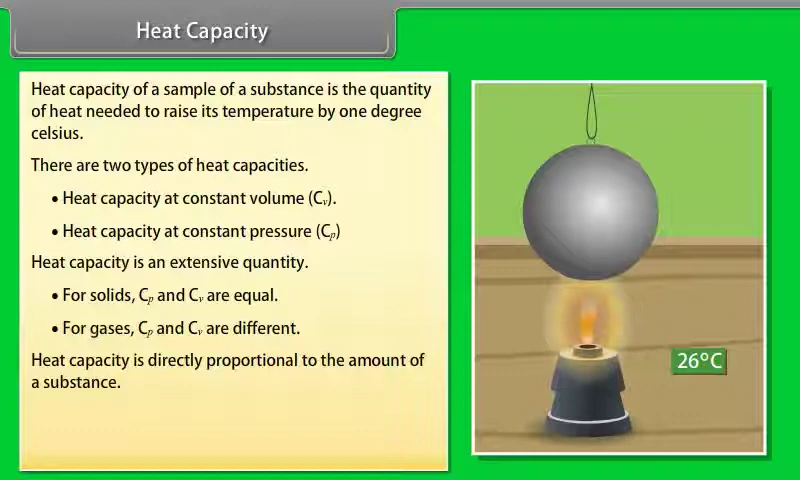 Heat Capacity
Heat capacity of a sample of a substance is the quantity
of heat needed to raise its temperature by one degree
celsius.
There are two types of heat capacities.
• Heat capacity at constant volume (Cv).
• Heat capacity at constant pressure (Cp)
Heat capacity is an extensive quantity.
• For solids, Cp and Cv are equal.
• For gases, Cp and Cv are different.
Heat capacity is directly proportional to the amount of
a substance.
26°C